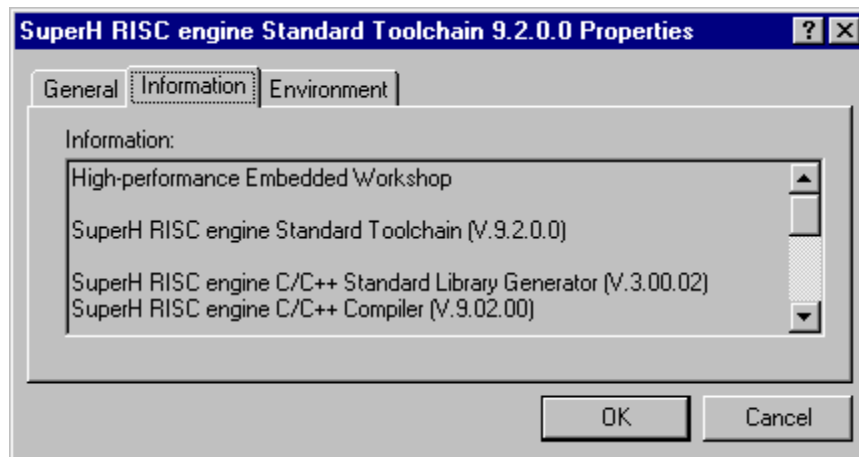 SuperH RISC engine Standard Toolchain 9.2.0.0 Properties
General Information Environment
Information:
High-performance Embedded Workshop
SuperH RISC engine Standard Toolchain (V.9.2.0.0)
SuperH RISC engine C/C++ Standard Library Generator (V.3.00.02)
SuperH RISC engine C/C++ Compiler (V.9.02.00)
OK Cancel